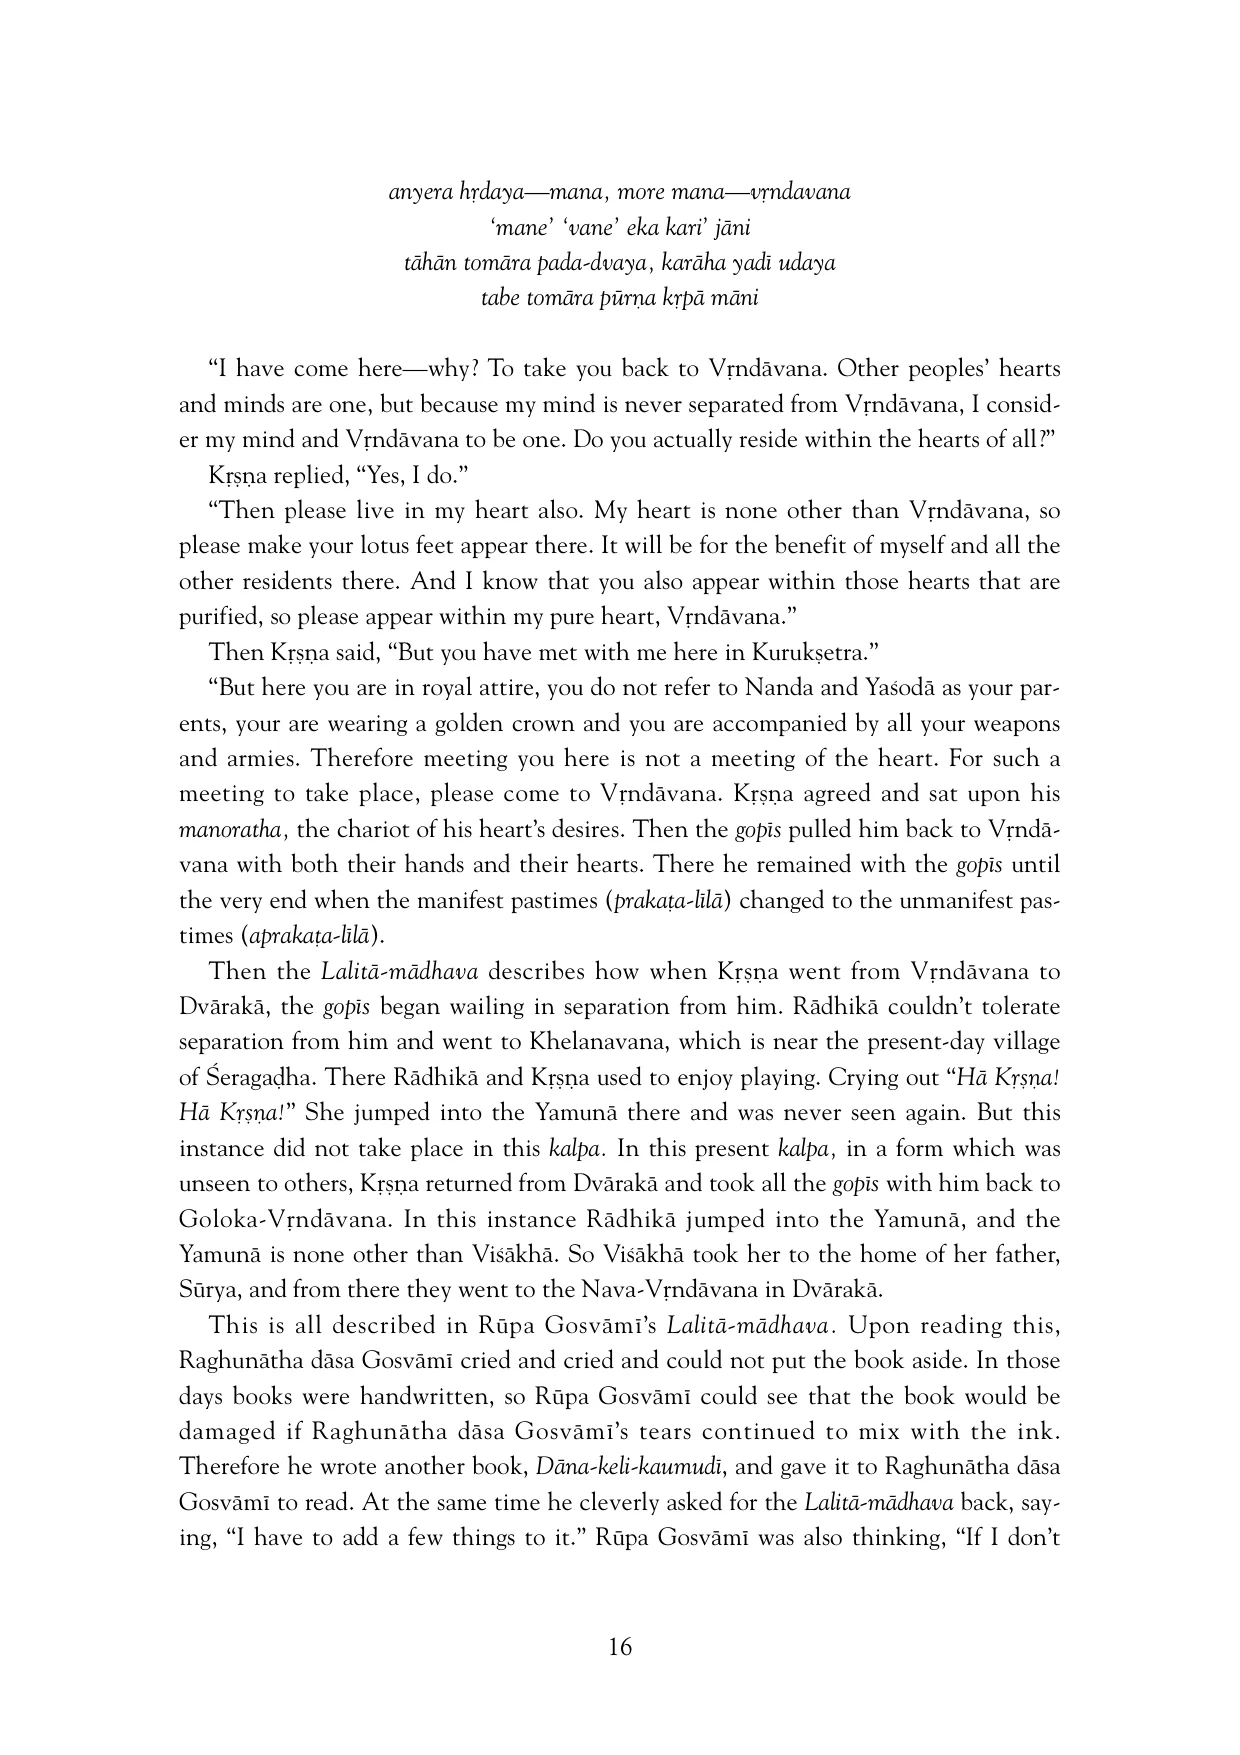 anyera hṛdaya—mana, more mana—vṛndavana
‘mane’ ‘vane’ eka kari’ jāni
tāhān tomāra pada-dvaya, karāha yadi udaya
tabe tomāra pūrṇa kṛpā māni
“I have come here—why? To take you back to Vṛndāvana. Other peoples’ hearts
and minds are one, but because my mind is never separated from Vṛndāvana, I consid-
er my mind and Vṛndāvana to be one. Do you actually reside within the hearts of all?”
Kṛṣṇa replied, “Yes, I do.”
“Then please live in my heart also. My heart is none other than Vṛndāvana, so
please make your lotus feet appear there. It will be for the benefit of myself and all the
other residents there. And I know that you also appear within those hearts that are
purified, so please appear within my pure heart, Vṛndāvana.”
Then Kṛṣṇa said, “But you have met with me here in Kurukṣetra.”
“But here you are in royal attire, you do not refer to Nanda and Yaśodā as your par-
ents, your are wearing a golden crown and you are accompanied by all your weapons
and armies. Therefore meeting you here is not a meeting of the heart. For such a
meeting to take place, please come to Vṛndāvana. Kṛṣṇa agreed and sat upon his
manoratha, the chariot of his heart’s desires. Then the gopīs pulled him back to Vṛndā-
vana with both their hands and their hearts. There he remained with the gopīs until
the very end when the manifest pastimes (prakaṭa-līlā) changed to the unmanifest pas-
times (aprakaṭa-līlā).
Then the Lalitā-mādhava describes how when Kṛṣṇa went from Vṛndāvana to
Dvārakā, the gopīs began wailing in separation from him. Rādhikā couldn’t tolerate
separation from him and went to Khelanavana, which is near the present-day village
of Śeragaḍha. There Rādhikā and Kṛṣṇa used to enjoy playing. Crying out “Hā Kṛṣṇa!
Hā Kṛṣṇa!” She jumped into the Yamunā there and was never seen again. But this
instance did not take place in this kalpa. In this present kalpa, in a form which was
unseen to others, Kṛṣṇa returned from Dvārakā and took all the gopīs with him back to
Goloka-Vṛndāvana. In this instance Rādhikā jumped into the Yamunā, and the
Yamunā is none other than Viśākhā. So Viśākhā took her to the home of her father,
Sūrya, and from there they went to the Nava-Vṛndāvana in Dvārakā.
This is all described in Rūpa Gosvāmī’s Lalitā-mādhava. Upon reading this,
Raghunātha dāsa Gosvāmī cried and cried and could not put the book aside. In those
days books were handwritten, so Rūpa Gosvāmī could see that the book would be
damaged if Raghunātha dāsa Gosvāmī’s tears continued to mix with the ink.
Therefore he wrote another book, Dāna-keli-kaumudī, and gave it to Raghunātha dāsa
Gosvāmī to read. At the same time he cleverly asked for the Lalitā-mādhava back, say-
ing, “I have to add a few things to it.” Rūpa Gosvāmī was also thinking, “If I don’t
16